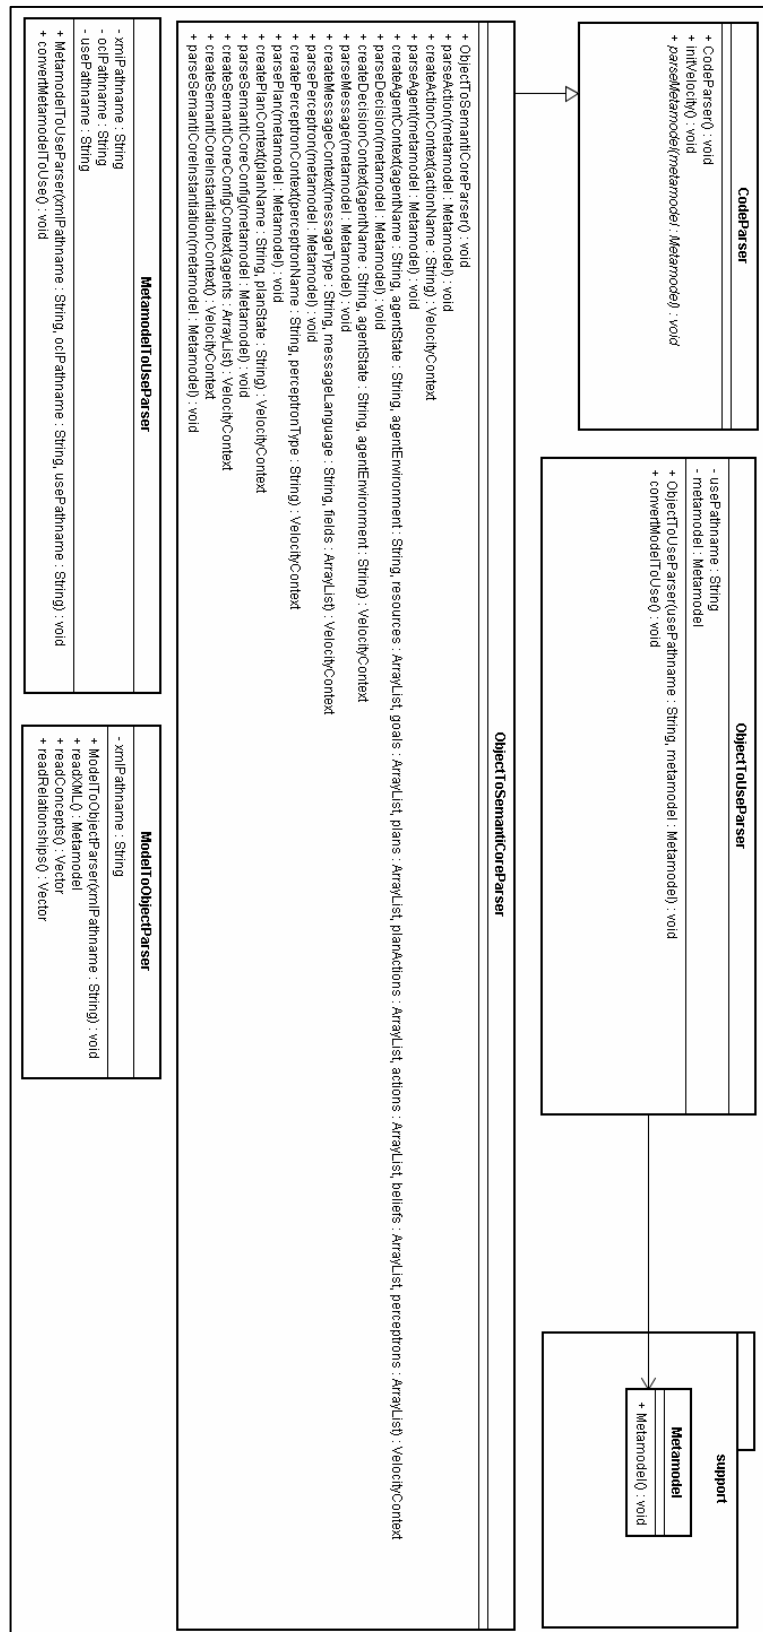 CodeParser
+ CodeParser() : void
+ initVelocity() : void
+ parseMetamodel(metamodel : Metamodel) : void
ObjectToUseParser
- usePathname : String
- metamodel : Metamodel
+ ObjectToUseParser(usePathname : String, metamodel : Metamodel) : void
+ convertModelToUse() : void
support
Metamodel
+ Metamodel() : void
ObjectToSemantiCoreParser
+ ObjectToSemantiCoreParser() : void
+ parseAction(metamodel : Metamodel) : void
+ createActionContext(actionName : String) : VelocityContext
+ parseAgent(metamodel : Metamodel) : void
+ createAgentContext(agentName : String, agentState : String, agentEnvironment : String, resources : ArrayList, goals : ArrayList, plans : ArrayList, planActions : ArrayList, actions : ArrayList, beliefs : ArrayList, perceptrons : ArrayList) : VelocityContext
+ parseDecision(metamodel : Metamodel) : void
+ createDecisionContext(agentName : String, agentState : String, agentEnvironment : String) : VelocityContext
+ parseMessage(metamodel : Metamodel) : void
+ createMessageContext(messageType : String, messageLanguage : String, fields : ArrayList) : VelocityContext
+ parsePerceptron(metamodel : Metamodel) : void
+ createPerceptronContext(perceptronName : String, perceptronType : String) : VelocityContext
+ parsePlan(metamodel : Metamodel) : void
+ createPlanContext(planName : String, planState : String) : VelocityContext
+ parseSemantiCoreConfig(metamodel : Metamodel) : void
+ createSemantiCoreConfigContext(agents : ArrayList) : VelocityContext
+ createSemantiCoreInstantiationContext() : VelocityContext
+ parseSemantiCoreInstantiation(metamodel : Metamodel) : void
MetamodelToUseParser
- xmlPathname : String
- oclPathname : String
- usePathname : String
+ MetamodelToUseParser(xmlPathname : String, oclPathname : String, usePathname : String) : void
+ convertMetamodelToUse() : void
ModelToObjectParser
- xmlPathname : String
+ ModelToObjectParser(xmlPathname : String) : void
+ readXML() : Metamodel
+ readConcepts() : Vector
+ readRelationships() : Vector